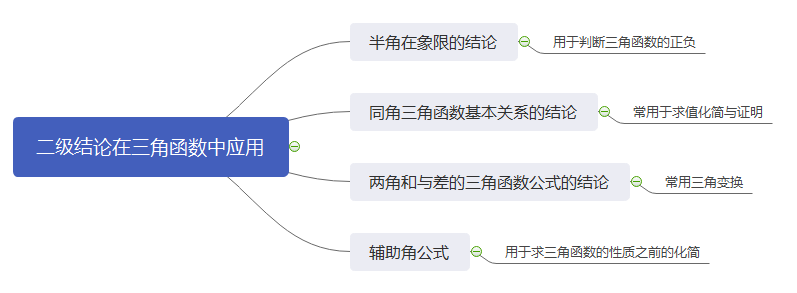 半角在象限的结论
用于判断三角函数的正负
同角三角函数基本关系的结论
常用于求值化简与证明
二级结论在三角函数中应用
两角和与差的三角函数公式的结论
常用三角变换
辅助角公式
用于求三角函数的性质之前的化简